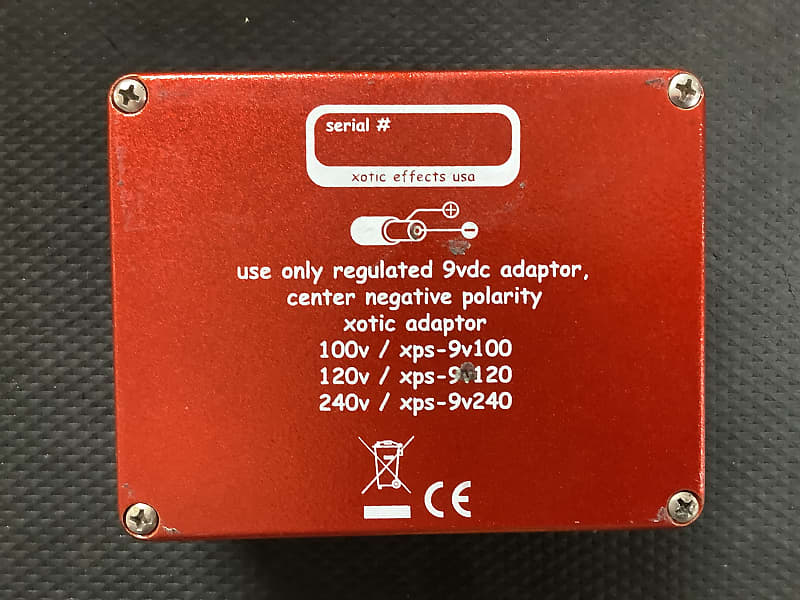 serial #
xotic effects usa
use only regulated 9vdc adaptor,
center negative polarity
xotic adaptor
100v / xps-9v100
120v / xps-9v120
240v / xps-9v240
CE